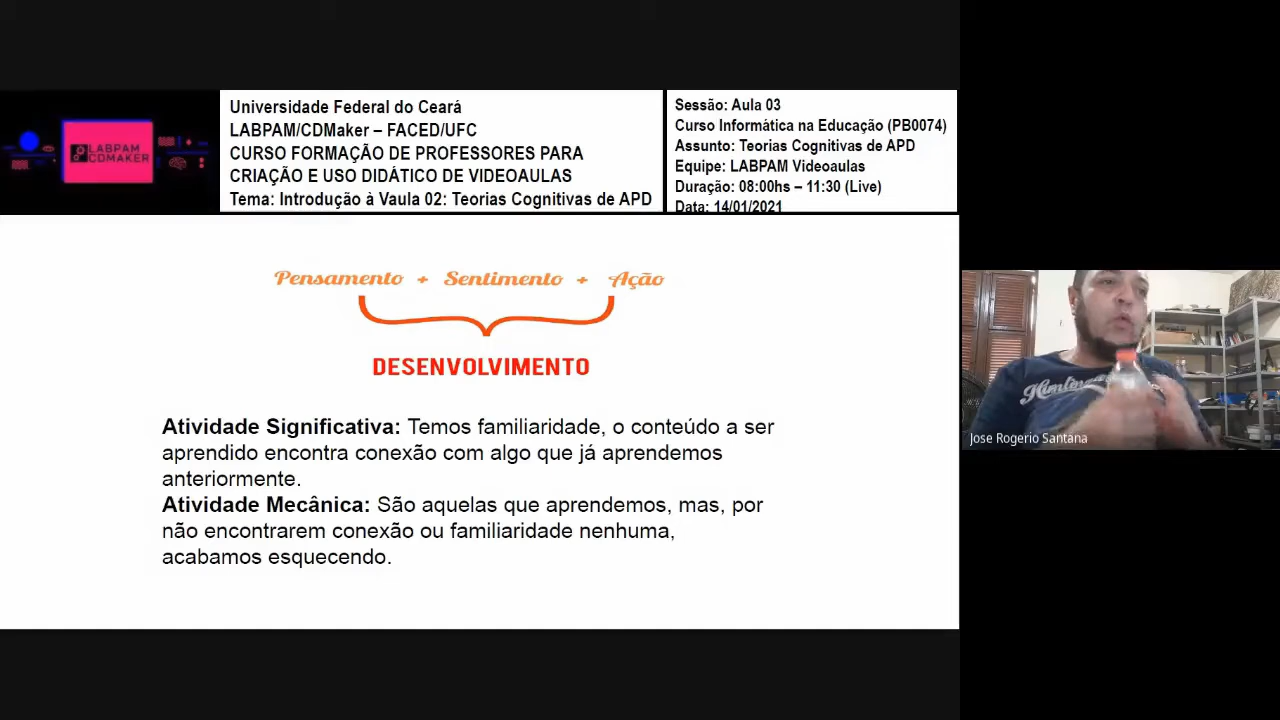 LABPAM
CDMAKER
Universidade Federal do Ceará
LABPAM/CDMaker – FACED/UFC
CURSO FORMAÇÃO DE PROFESSORES PARA
CRIAÇÃO E USO DIDÁTICO DE VIDEOAULAS
Tema: Introdução à Vaula 02: Teorias Cognitivas de APD
Sessão: Aula 03
Curso Informática na Educação (PB0074)
Assunto: Teorias Cognitivas de APD
Equipe: LABPAM Videoaulas
Duração: 08:00hs – 11:30 (Live)
Data: 14/01/2021
Pensamento + Sentimento + Ação
DESENVOLVIMENTO
Atividade Significativa: Temos familiaridade, o conteúdo a ser
aprendido encontra conexão com algo que já aprendemos
anteriormente.
Atividade Mecânica: São aquelas que aprendemos, mas, por
não encontrarem conexão ou familiaridade nenhuma,
acabamos esquecendo.
Jose Rogerio Santana